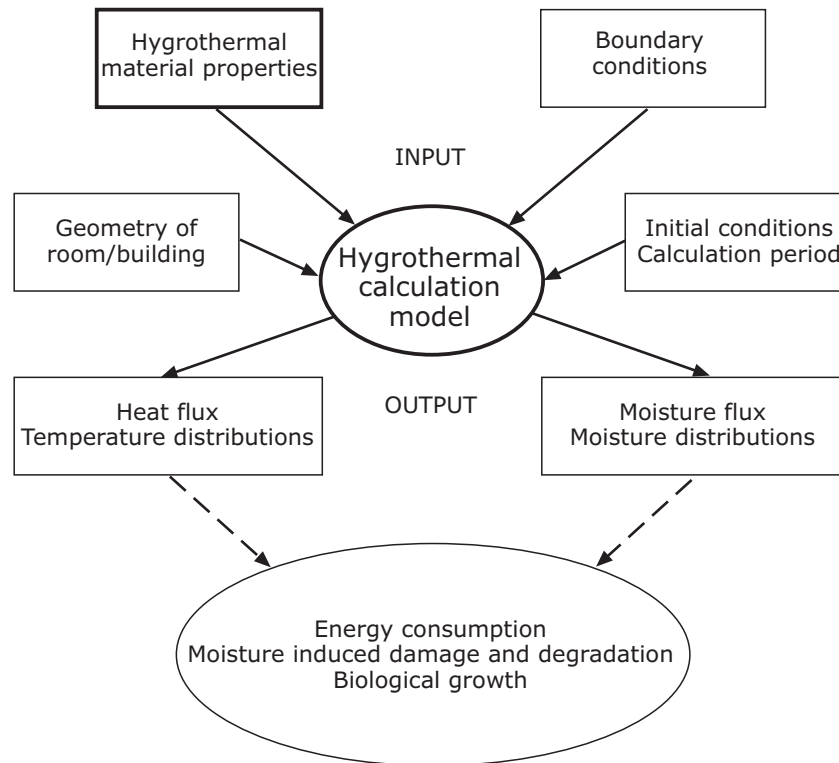 Hygrothermal
material properties
Boundary
conditions
INPUT
Geometry of
room/building
Initial conditions
Calculation period
Hygrothermal
calculation
model
OUTPUT
Heat flux
Temperature distributions
Moisture flux
Moisture distributions
Energy consumption
Moisture induced damage and degradation
Biological growth